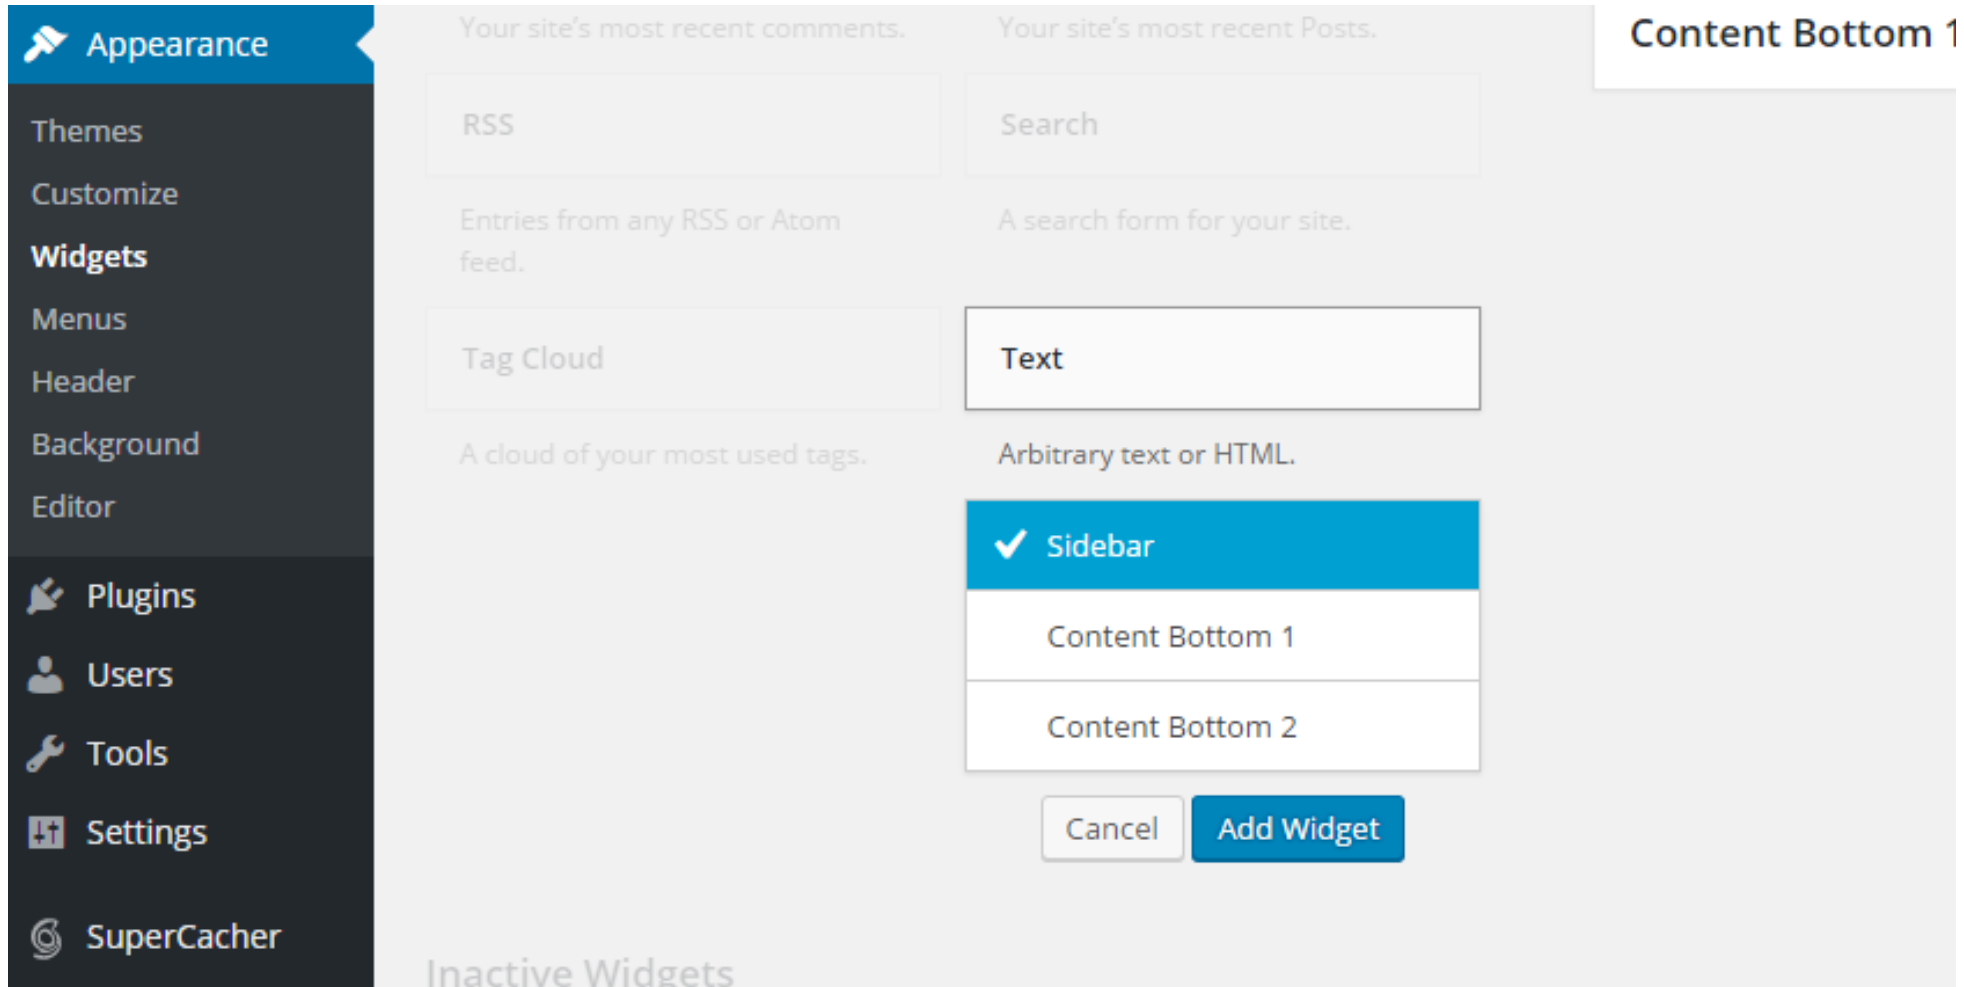 Appearance
Themes
Customize
Widgets
Menus
Header
Background
Editor
Plugins
Users
Tools
Settings
SuperCacher
Your site's most recent comments.
Your site's most recent Posts.
RSS
Search
Entries from any RSS or Atom
feed.
A search form for your site.
Tag Cloud
Text
A cloud of your most used tags.
Arbitrary text or HTML.
Sidebar
Content Bottom 1
Content Bottom 2
Cancel
Add Widget
Inactive Widgets
Content Bottom 1